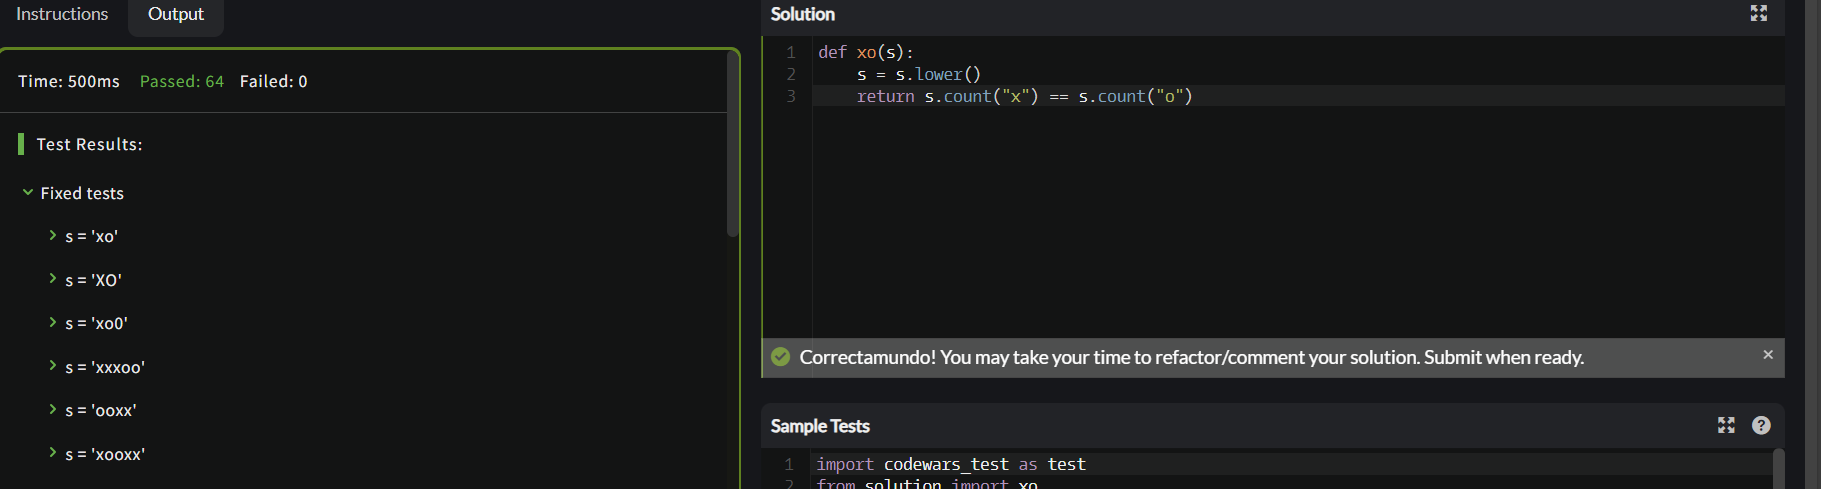 Instructions
Output
Time: 500ms Passed: 64 Failed: 0
Test Results:
Fixed tests
s = 'xo'
s = 'XO'
s = 'xo0'
s = 'xxxoo'
s = 'ooxx'
s = 'xooxx'
Solution
1 def xo(s):
2 s = s.lower()
3 return s.count("x") == s.count("o")
Correctamundo! You may take your time to refactor/comment your solution. Submit when ready.
Sample Tests
1 import codewars_test as test
2 from solution import xo